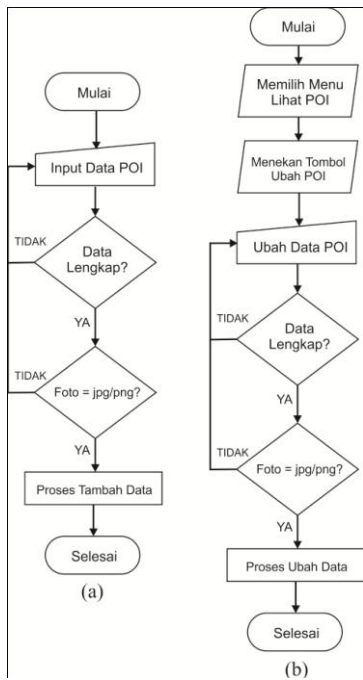 Mulai
Input Data POI
TIDAK
Data
Lengkap?
YA
TIDAK
Foto = jpg/png?
YA
Proses Tambah Data
Selesai
(a)
Mulai
Memilih Menu
Lihat POI
Menekan Tombol
Ubah POI
Ubah Data POI
TIDAK
Data
Lengkap?
YA
TIDAK
Foto = jpg/png?
YA
Proses Ubah Data
Selesai
(b)